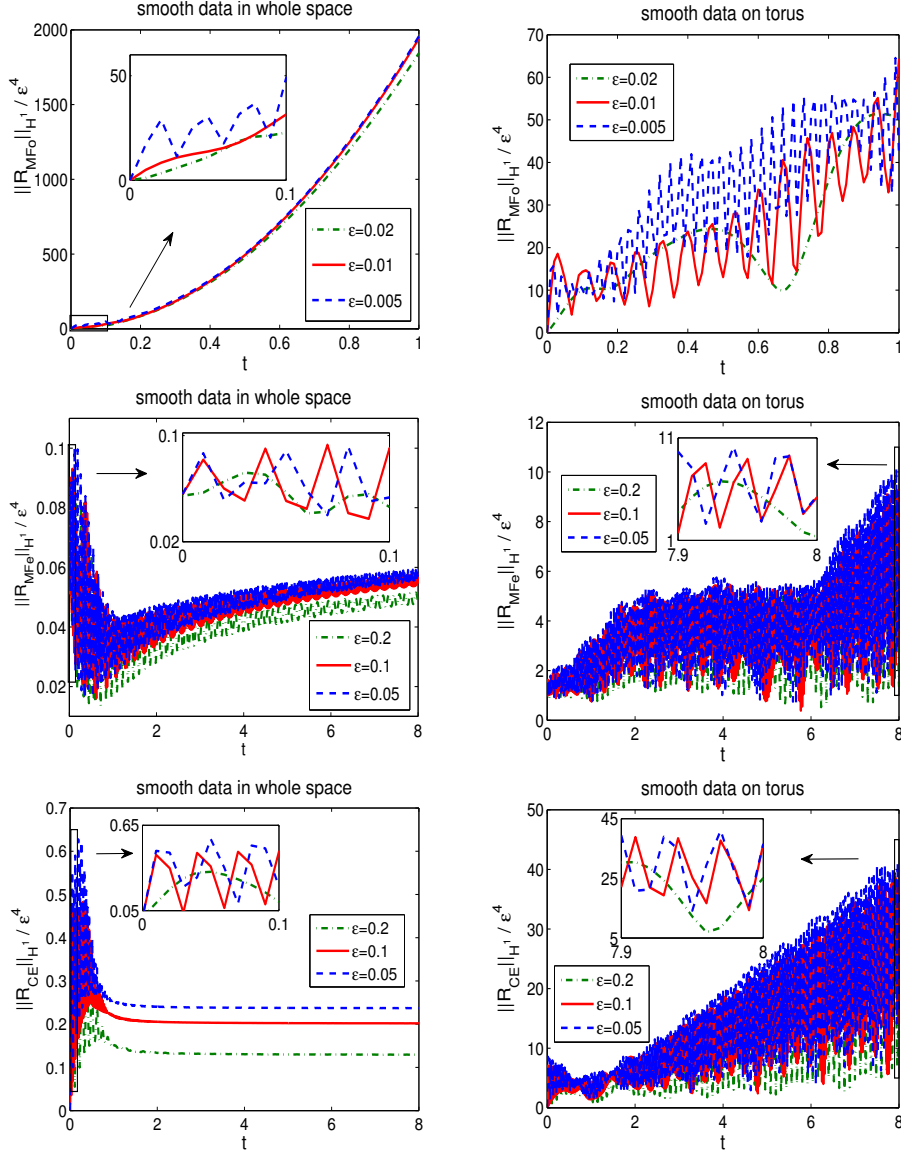 smooth data in whole space
||R_MFo||_H¹ / ε⁴
2000
1500
1000
500
0
0
0.2
0.4
0.6
0.8
1
t
50
0
0
0.1
ε=0.02
ε=0.01
ε=0.005
smooth data on torus
||R_MFo||_H¹ / ε⁴
70
60
50
40
30
20
10
0
0
0.2
0.4
0.6
0.8
1
t
ε=0.02
ε=0.01
ε=0.005
smooth data in whole space
||R_MFe||_H¹ / ε⁴
0.1
0.08
0.06
0.04
0.02
0
0
2
4
6
8
t
0.1
0.02
0
0.1
ε=0.2
ε=0.1
ε=0.05
smooth data on torus
||R_MFe||_H¹ / ε⁴
12
10
8
6
4
2
0
0
2
4
6
8
t
11
1
7.9
8
ε=0.2
ε=0.1
ε=0.05
smooth data in whole space
||R_CE||_H¹ / ε⁴
0.7
0.6
0.5
0.4
0.3
0.2
0.1
0
0
2
4
6
8
t
0.65
0.05
0
0.1
ε=0.2
ε=0.1
ε=0.05
smooth data on torus
||R_CE||_H¹ / ε⁴
50
40
30
20
10
0
0
2
4
6
8
t
45
25
5
7.9
8
ε=0.2
ε=0.1
ε=0.05